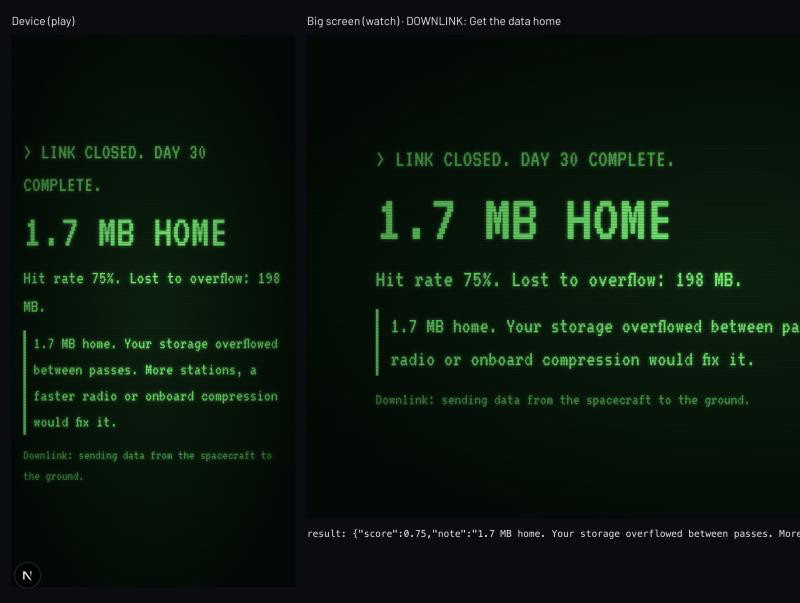 Device (play)
> LINK CLOSED. DAY 30
COMPLETE.
1.7 MB HOME
Hit rate 75%. Lost to overflow: 198
MB.
1.7 MB home. Your storage overflowed
between passes. More stations, a
faster radio or onboard compression
would fix it.
Downlink: sending data from the spacecraft to
the ground.
N
Big screen (watch) · DOWNLINK: Get the data home
> LINK CLOSED. DAY 30 COMPLETE.
1.7 MB HOME
Hit rate 75%. Lost to overflow: 198 MB.
1.7 MB home. Your storage overflowed between pa
radio or onboard compression would fix it.
Downlink: sending data from the spacecraft to the ground.
result: {"score":0.75,"note":"1.7 MB home. Your storage overflowed between passes. More